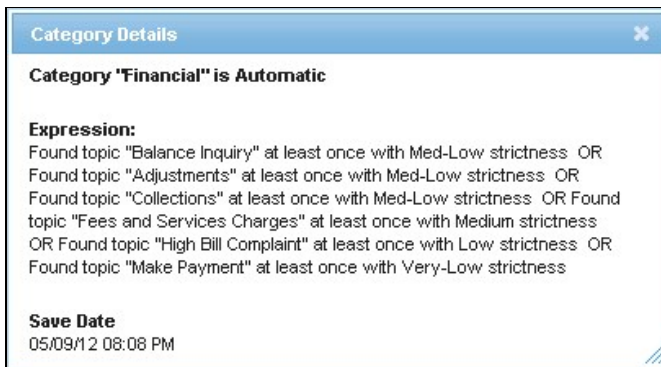 Category Details
Category "Financial" is Automatic
Expression:
Found topic "Balance Inquiry" at least once with Med-Low strictness OR
Found topic "Adjustments" at least once with Med-Low strictness OR
Found topic "Collections" at least once with Med-Low strictness OR Found
topic "Fees and Services Charges" at least once with Medium strictness
OR Found topic "High Bill Complaint" at least once with Low strictness OR
Found topic "Make Payment" at least once with Very-Low strictness
Save Date
05/09/12 08:08 PM